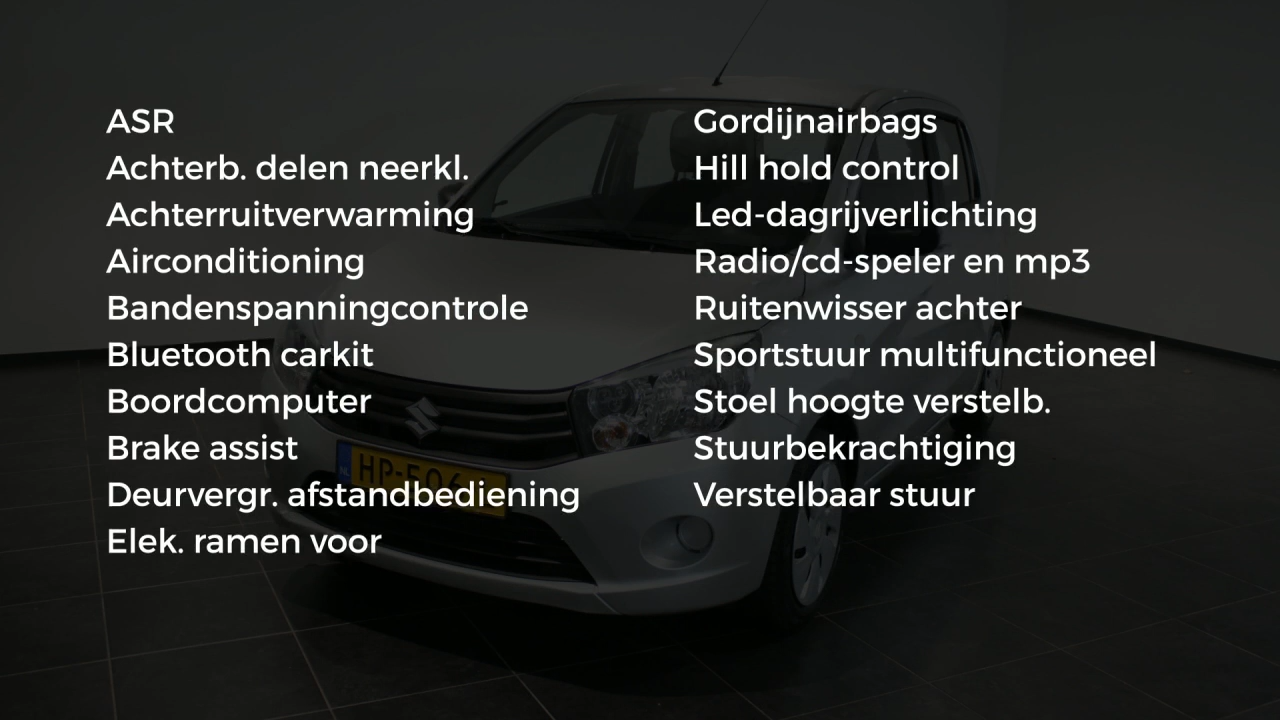 ASR
Achterb. delen neerkl.
Achterruitverwarming
Airconditioning
Bandenspanningcontrole
Bluetooth carkit
Boordcomputer
Brake assist
Deurvergr. afstandbediening
Elek. ramen voor
Gordijnairbags
Hill hold control
Led-dagrijverlichting
Radio/cd-speler en mp3
Ruitenwisser achter
Sportstuur multifunctioneel
Stoel hoogte verstelb.
Stuurbekrachtiging
Verstelbaar stuur
NL